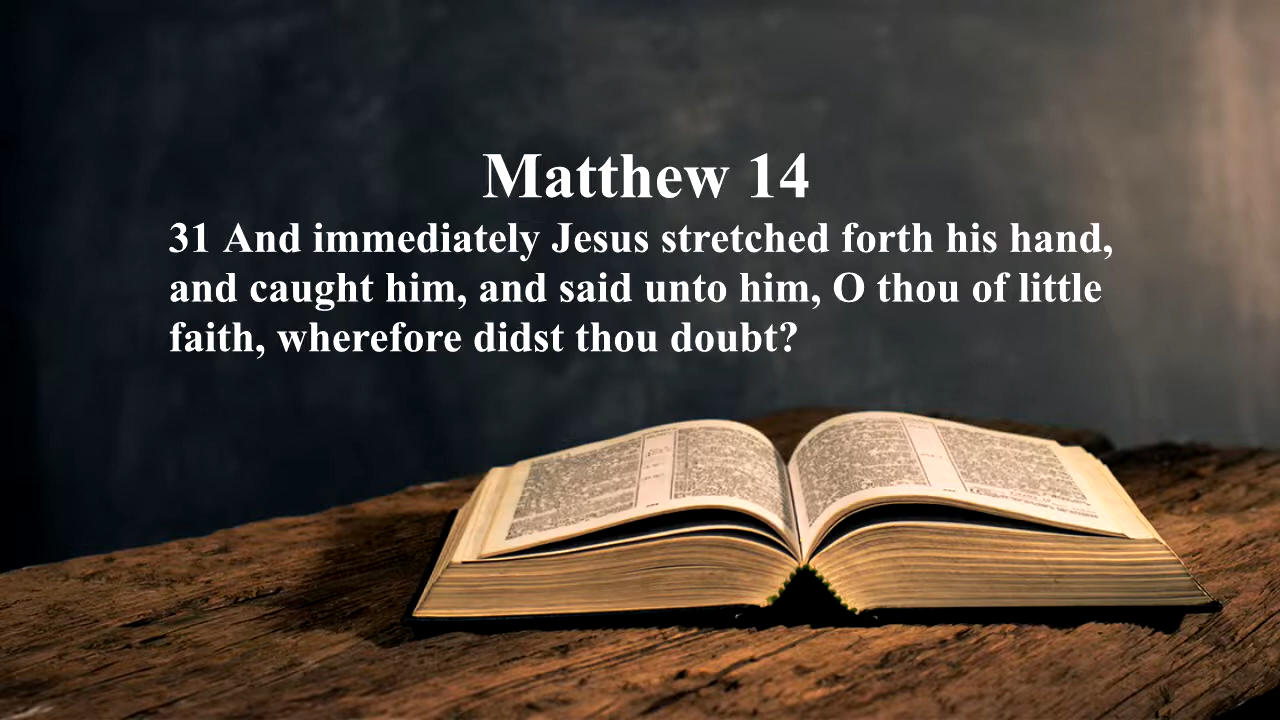 Matthew 14
31 And immediately Jesus stretched forth his hand,
and caught him, and said unto him, O thou of little
faith, wherefore didst thou doubt?